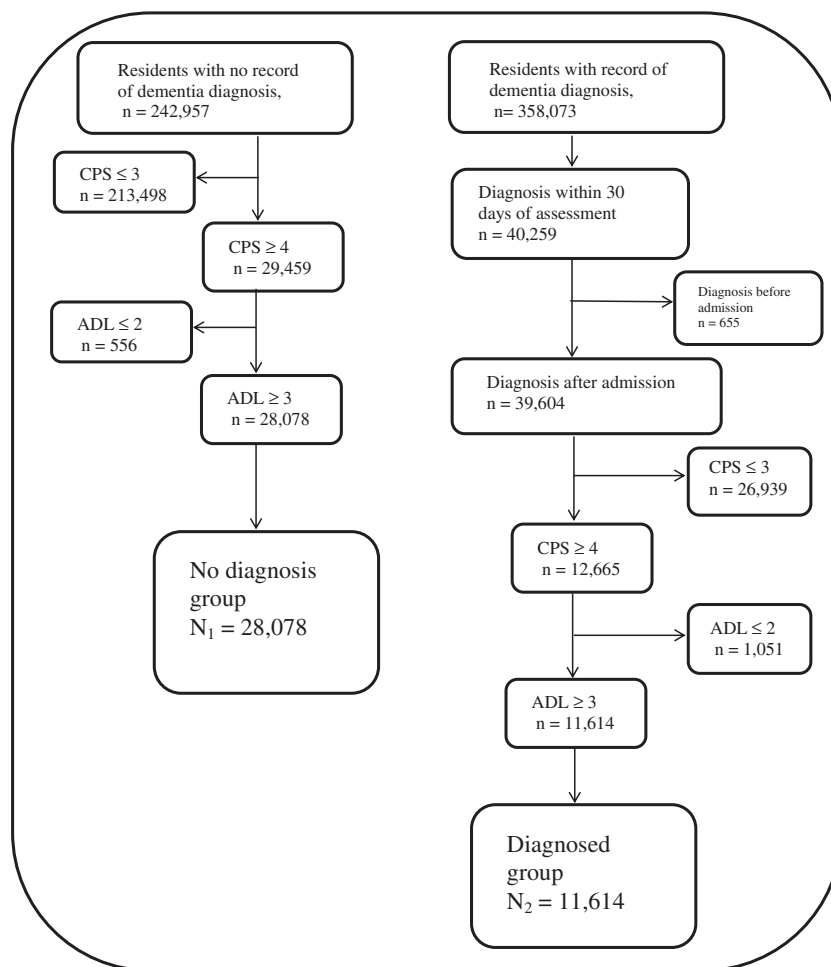 Residents with no record
of dementia diagnosis,
n = 242,957
CPS ≤ 3
n = 213,498
CPS ≥ 4
n = 29,459
ADL ≤ 2
n = 556
ADL ≥ 3
n = 28,078
No diagnosis
group
N₁ = 28,078
Residents with record of
dementia diagnosis,
n= 358,073
Diagnosis within 30
days of assessment
n = 40,259
Diagnosis before
admission
n = 655
Diagnosis after admission
n = 39,604
CPS ≤ 3
n = 26,939
CPS ≥ 4
n = 12,665
ADL ≤ 2
n = 1,051
ADL ≥ 3
n = 11,614
Diagnosed
group
N₂ = 11,614